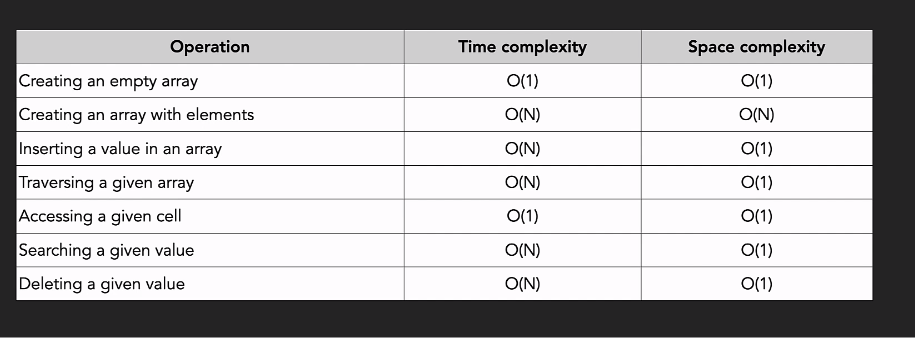 Operation Time complexity Space complexity
Creating an empty array O(1) O(1)
Creating an array with elements O(N) O(N)
Inserting a value in an array O(N) O(1)
Traversing a given array O(N) O(1)
Accessing a given cell O(1) O(1)
Searching a given value O(N) O(1)
Deleting a given value O(N) O(1)